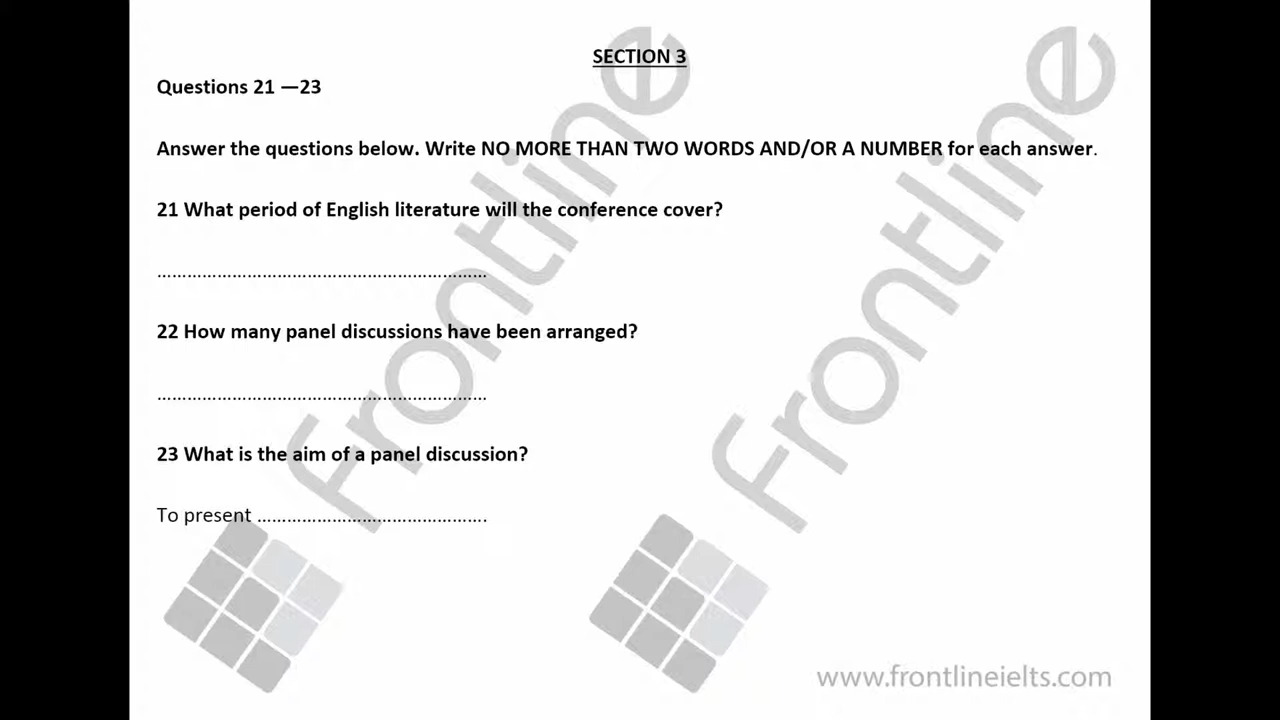 SECTION 3
Questions 21 —23
Answer the questions below. Write NO MORE THAN TWO WORDS AND/OR A NUMBER for each answer.
21 What period of English literature will the conference cover?
……………………………………………………
22 How many panel discussions have been arranged?
……………………………………………………
23 What is the aim of a panel discussion?
To present ………………………………….
Frontline
Frontline
www.frontlineielts.com